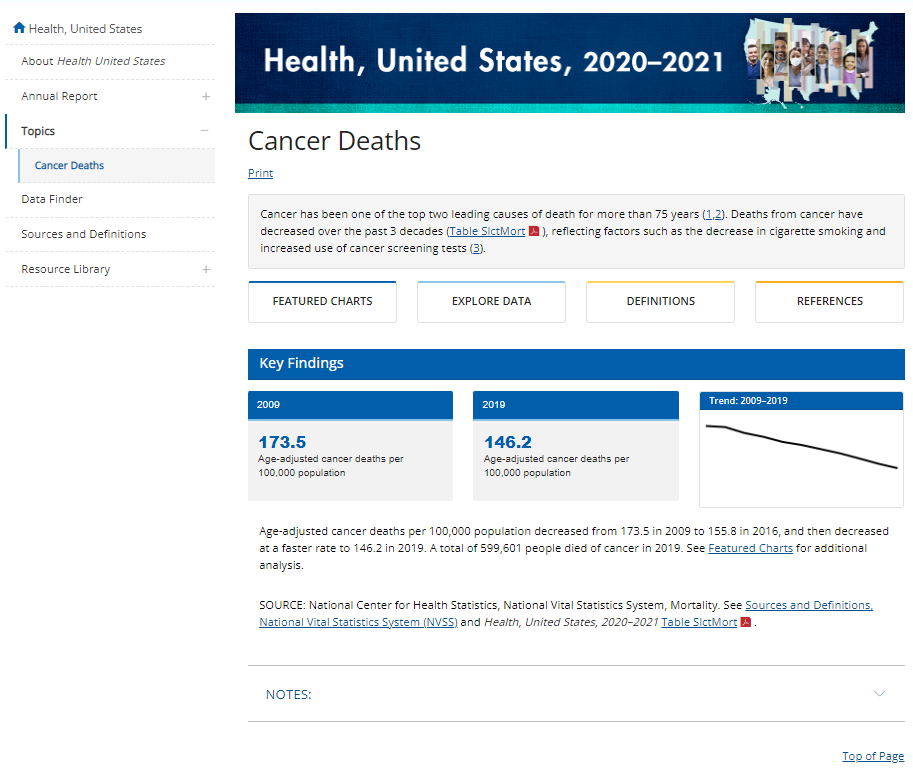 Health, United States
About Health United States
Annual Report
Topics
Cancer Deaths
Data Finder
Sources and Definitions
Resource Library
Health, United States, 2020–2021
Cancer Deaths
Print
Cancer has been one of the top two leading causes of death for more than 75 years (1,2). Deaths from cancer have
decreased over the past 3 decades (Table SlctMort ), reflecting factors such as the decrease in cigarette smoking and
increased use of cancer screening tests (3).
FEATURED CHARTS
EXPLORE DATA
DEFINITIONS
REFERENCES
Key Findings
2009
173.5
Age-adjusted cancer deaths per
100,000 population
2019
146.2
Age-adjusted cancer deaths per
100,000 population
Trend: 2009–2019
Age-adjusted cancer deaths per 100,000 population decreased from 173.5 in 2009 to 155.8 in 2016, and then decreased
at a faster rate to 146.2 in 2019. A total of 599,601 people died of cancer in 2019. See Featured Charts for additional
analysis.
SOURCE: National Center for Health Statistics, National Vital Statistics System, Mortality. See Sources and Definitions,
National Vital Statistics System (NVSS) and Health, United States, 2020–2021 Table SlctMort .
NOTES:
Top of Page